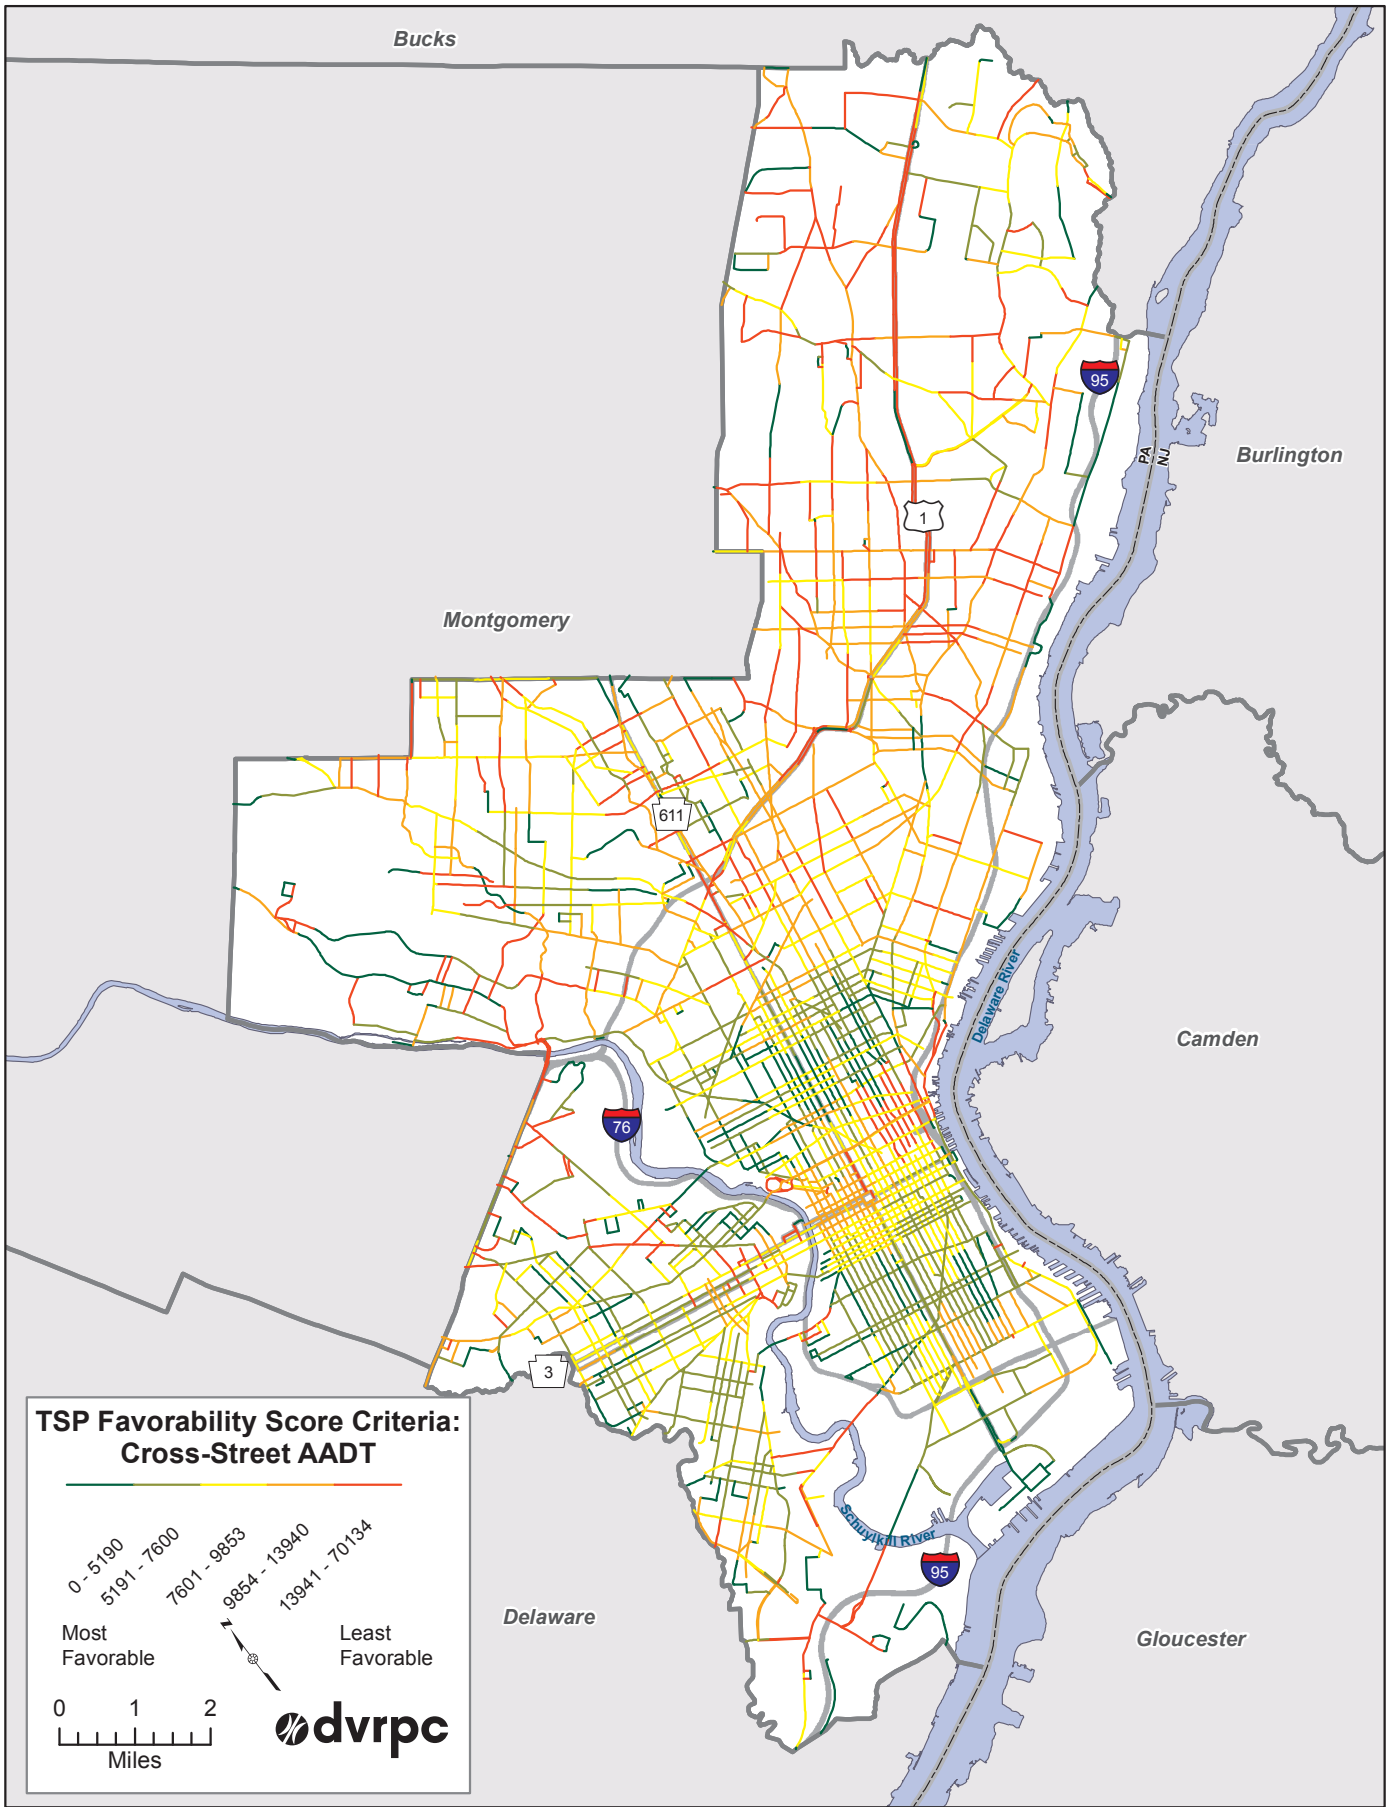 Bucks
95
PA
NJ
Burlington
1
Montgomery
611
Delaware River
Camden
76
3
TSP Favorability Score Criteria:
Cross-Street AADT
0 - 5190
5191 - 7600
7601 - 9853
9854 - 13940
13941 - 70134
Most
Favorable
Least
Favorable
N
0 1 2
Miles
dvrpc
Schuylkill River
95
Delaware
Gloucester